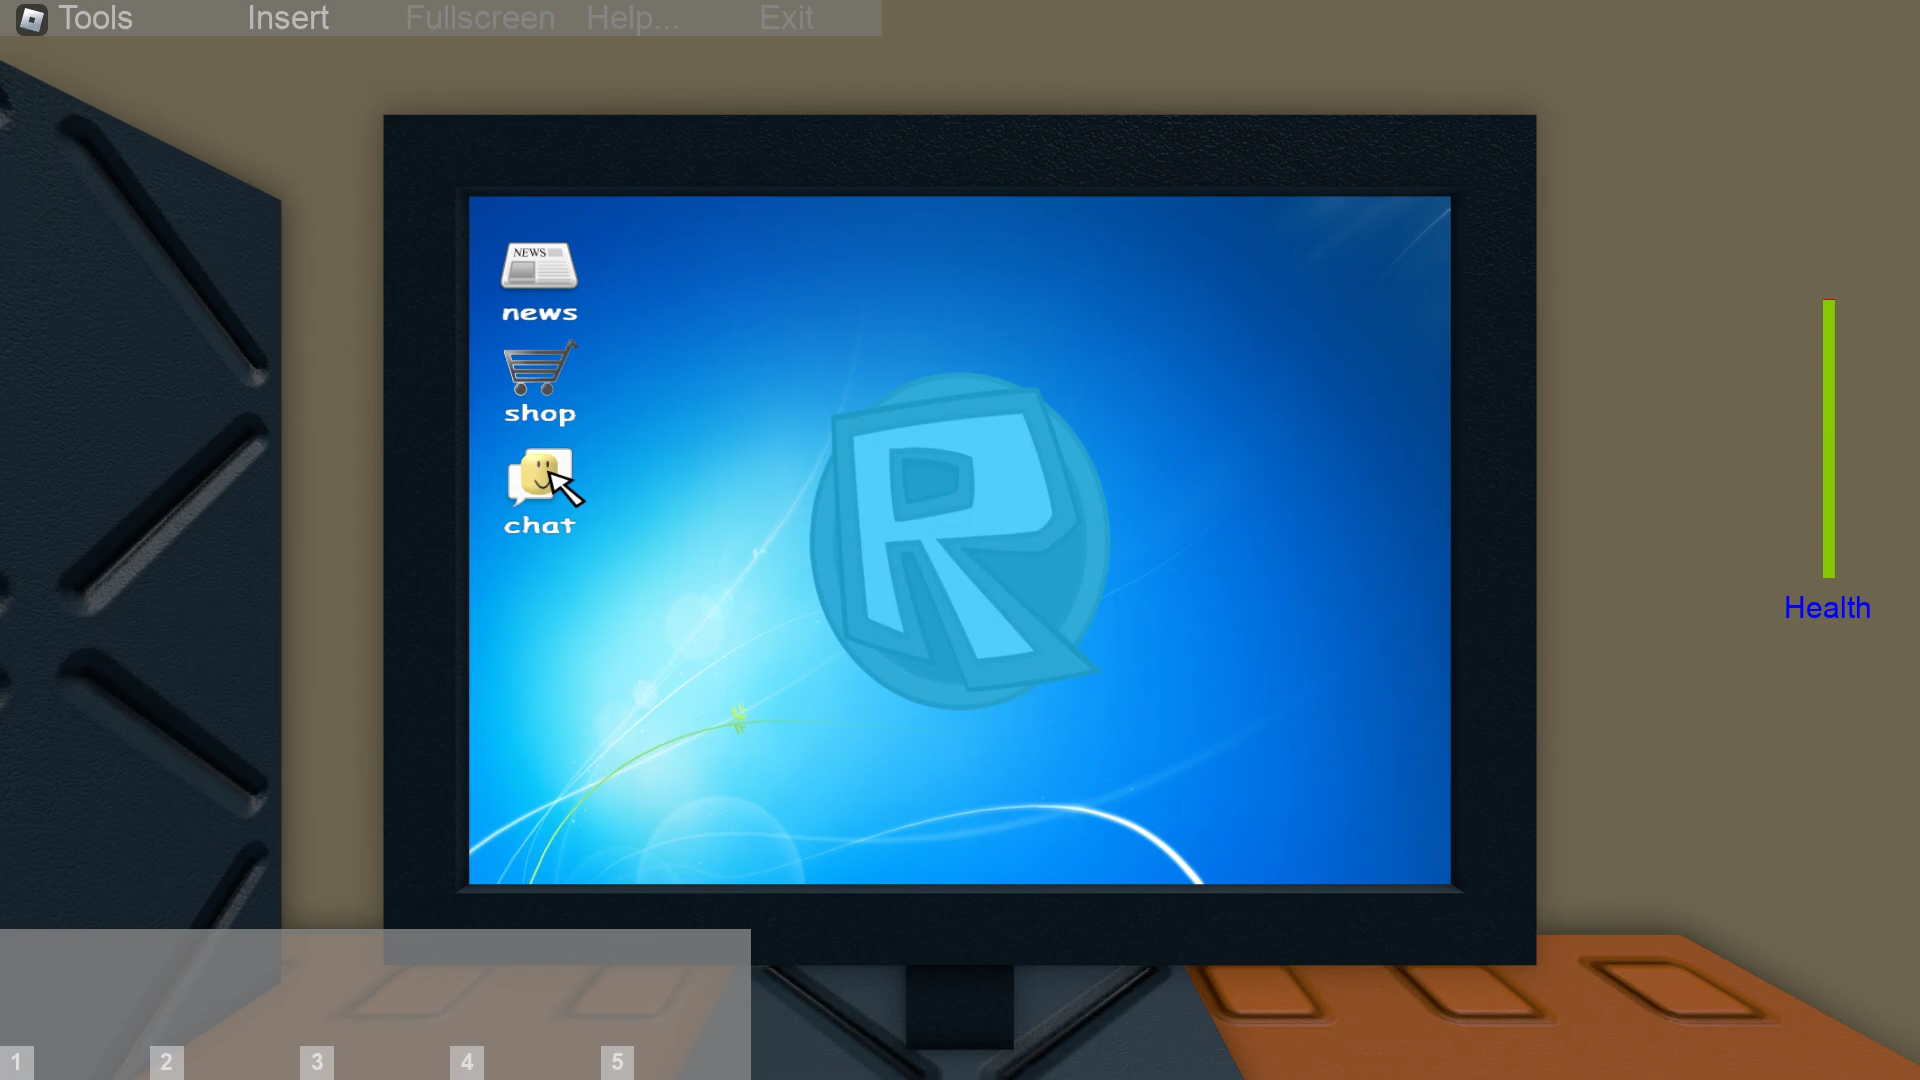 Tools Insert Fullscreen Help... Exit
NEWS
news
shop
chat
R
Health
1 2 3 4 5